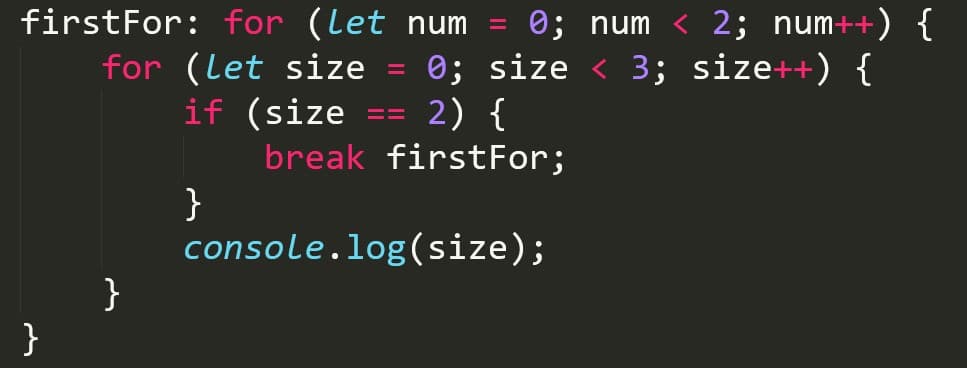 firstFor: for (let num = 0; num < 2; num++) {
    for (let size = 0; size < 3; size++) {
        if (size == 2) {
            break firstFor;
        }
        console.log(size);
    }
}